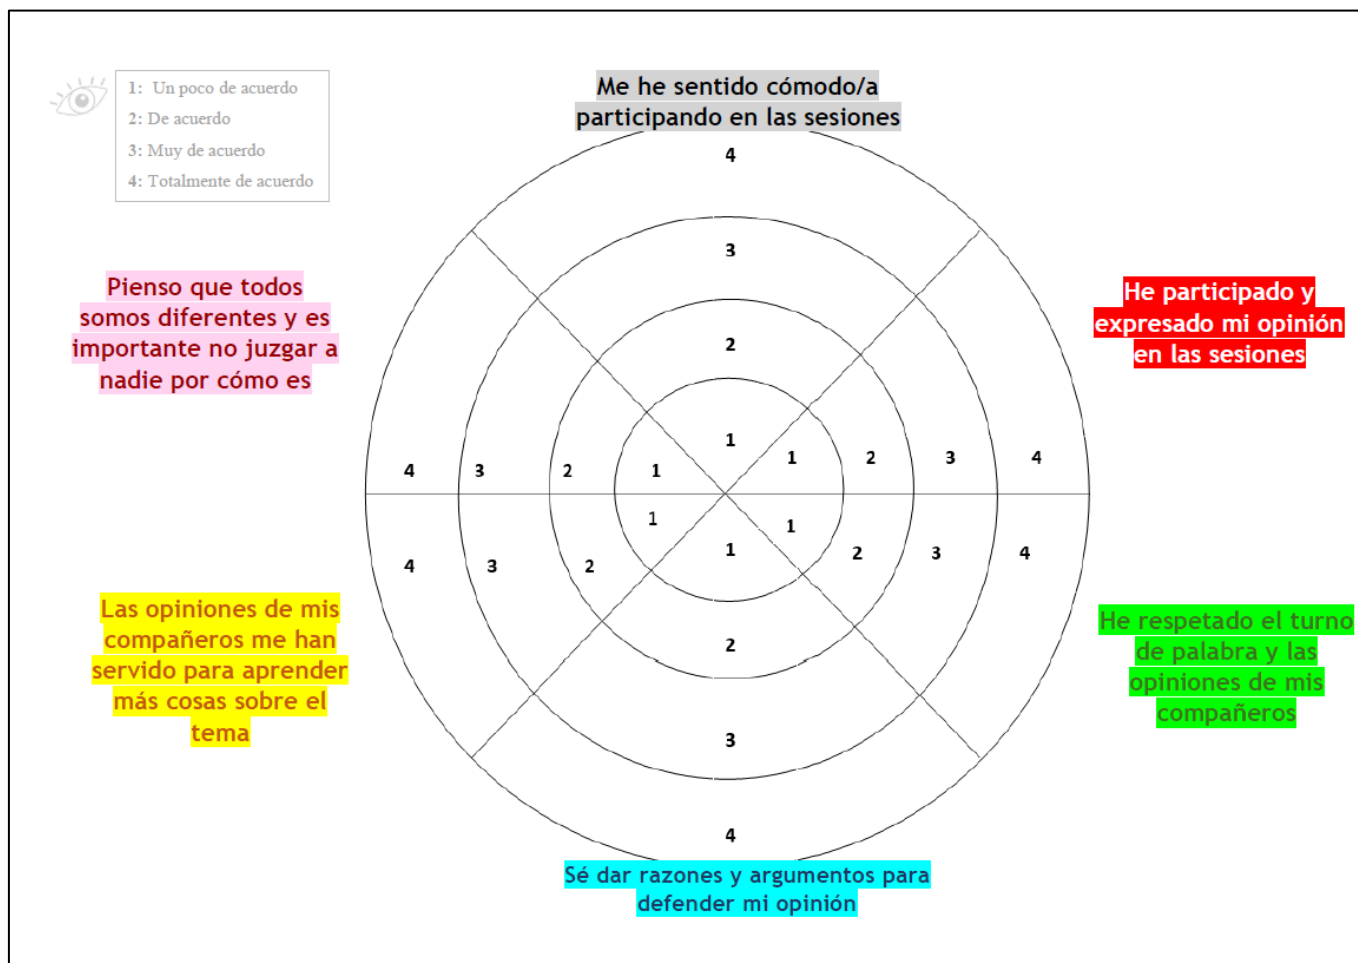 1: Un poco de acuerdo
2: De acuerdo
3: Muy de acuerdo
4: Totalmente de acuerdo
Me he sentido cómodo/a
participando en las sesiones
4
3
2
1
Pienso que todos
somos diferentes y es
importante no juzgar a
nadie por cómo es
He participado y
expresado mi opinión
en las sesiones
4 3 2 1 1 2 3 4
4 3 2 1 1 2 3 4
1
2
3
4
Las opiniones de mis
compañeros me han
servido para aprender
más cosas sobre el
tema
He respetado el turno
de palabra y las
opiniones de mis
compañeros
Sé dar razones y argumentos para
defender mi opinión